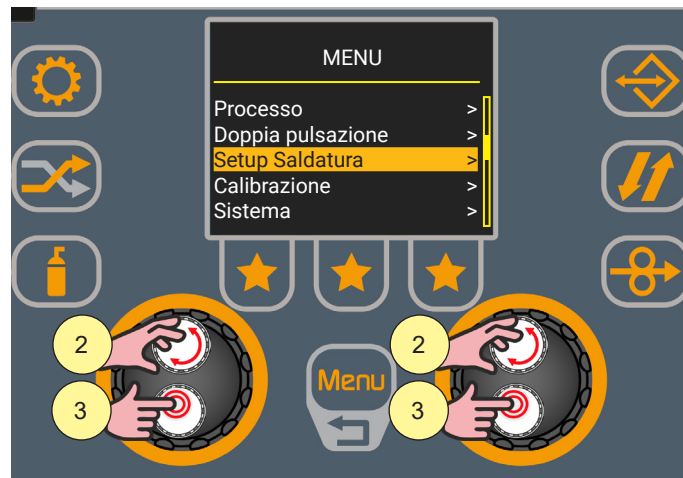 MENU
Processo >
Doppia pulsazione >
Setup Saldatura >
Calibrazione >
Sistema >
2
2
3
Menu
3